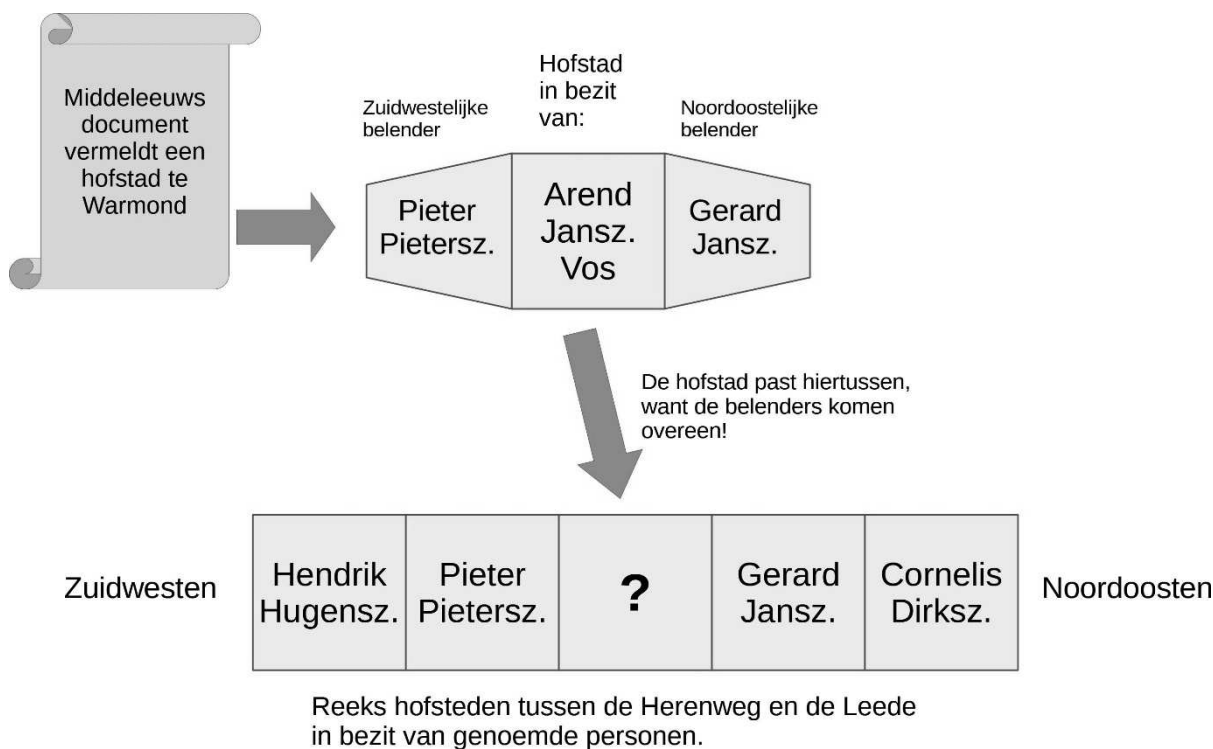 Middeleeuws
document
vermeldt een
hofstad te
Warmond
Hofstad
in bezit
van:
Zuidwestelijke
belender
Noordoostelijke
belender
Pieter
Pietersz.
Arend
Jansz.
Vos
Gerard
Jansz.
De hofstad past hiertussen,
want de belenders komen
overeen!
Zuidwesten
Hendrik
Hugensz.
Pieter
Pietersz.
?
Gerard
Jansz.
Cornelis
Dirksz.
Noordoosten
Reeks hofsteden tussen de Herenweg en de Leede
in bezit van genoemde personen.